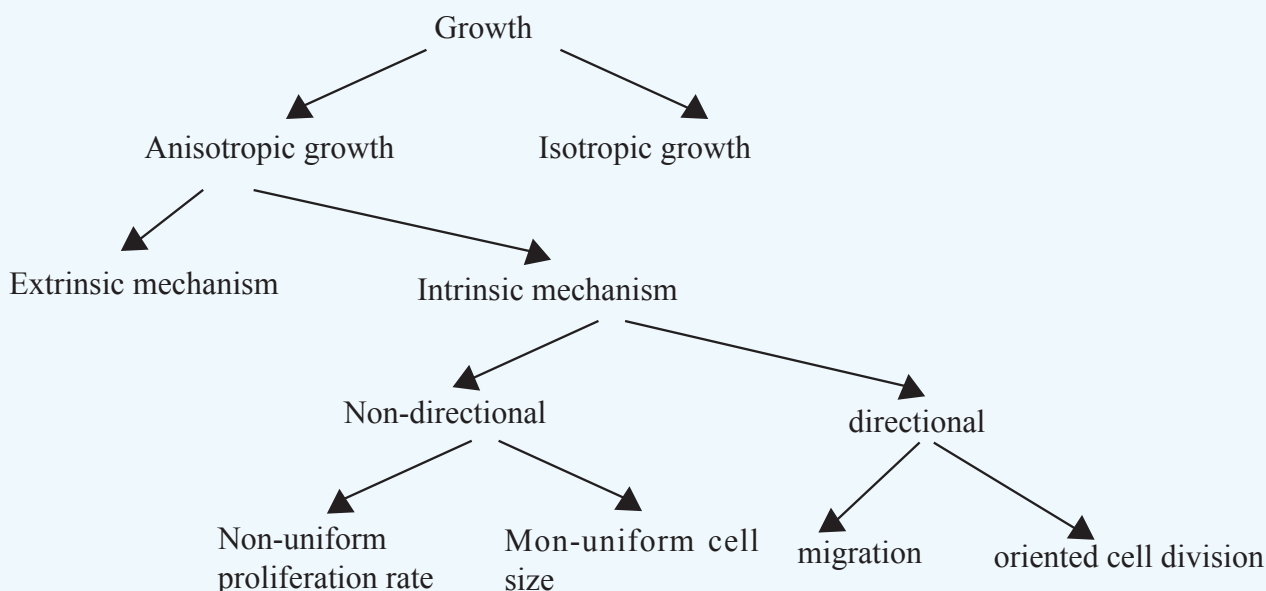 Growth
Anisotropic growth
Isotropic growth
Extrinsic mechanism
Intrinsic mechanism
Non-directional
directional
Non-uniform
proliferation rate
Mon-uniform cell
size
migration
oriented cell division